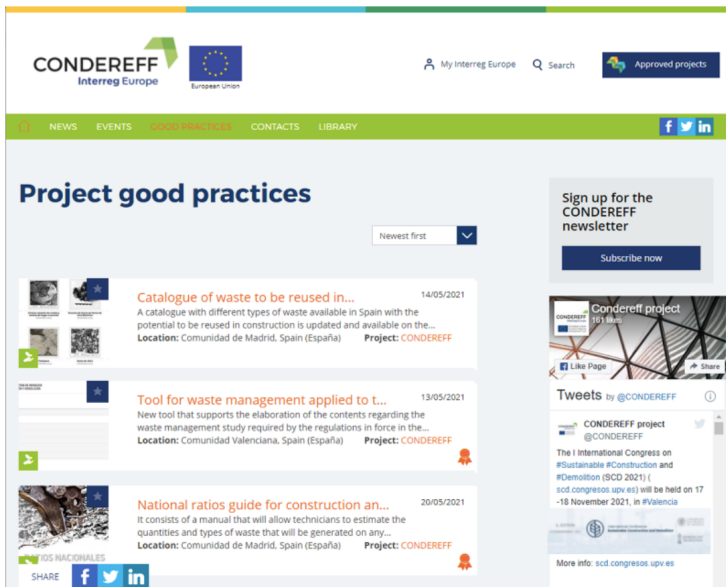 CONDEREFF
Interreg Europe
European Union
My Interreg Europe
Search
Approved projects
NEWS
EVENTS
GOOD PRACTICES
CONTACTS
LIBRARY
Project good practices
Newest first
Catalogue of waste to be reused in...
14/05/2021
A catalogue with different types of waste available in Spain with the
potential to be reused in construction is updated and available on the...
Location: Comunidad de Madrid, Spain (España) Project: CONDEREFF
Tool for waste management applied to t...
13/05/2021
New tool that supports the elaboration of the contents regarding the
waste management study required by the regulations in force in the...
Location: Comunidad Valenciana, Spain (España) Project: CONDEREFF
National ratios guide for construction an...
20/05/2021
It consists of a manual that will allow technicians to estimate the
quantities and types of waste that will be generated on any...
Location: Comunidad de Madrid, Spain (España) Project: CONDEREFF
NACIONALES
SHARE
Sign up for the
CONDEREFF
newsletter
Subscribe now
CONDEREFF
Condereff project
161 likes
Like Page
Share
Tweets by @CONDEREFF
CONDEREFF project
@CONDEREFF
The I International Congress on
#Sustainable #Construction and
#Demolition (SCD 2021) (
scd.congresos.upv.es) will be held on 17
-18 November 2021, in #Valencia
More info: scd.congresos.upv.es